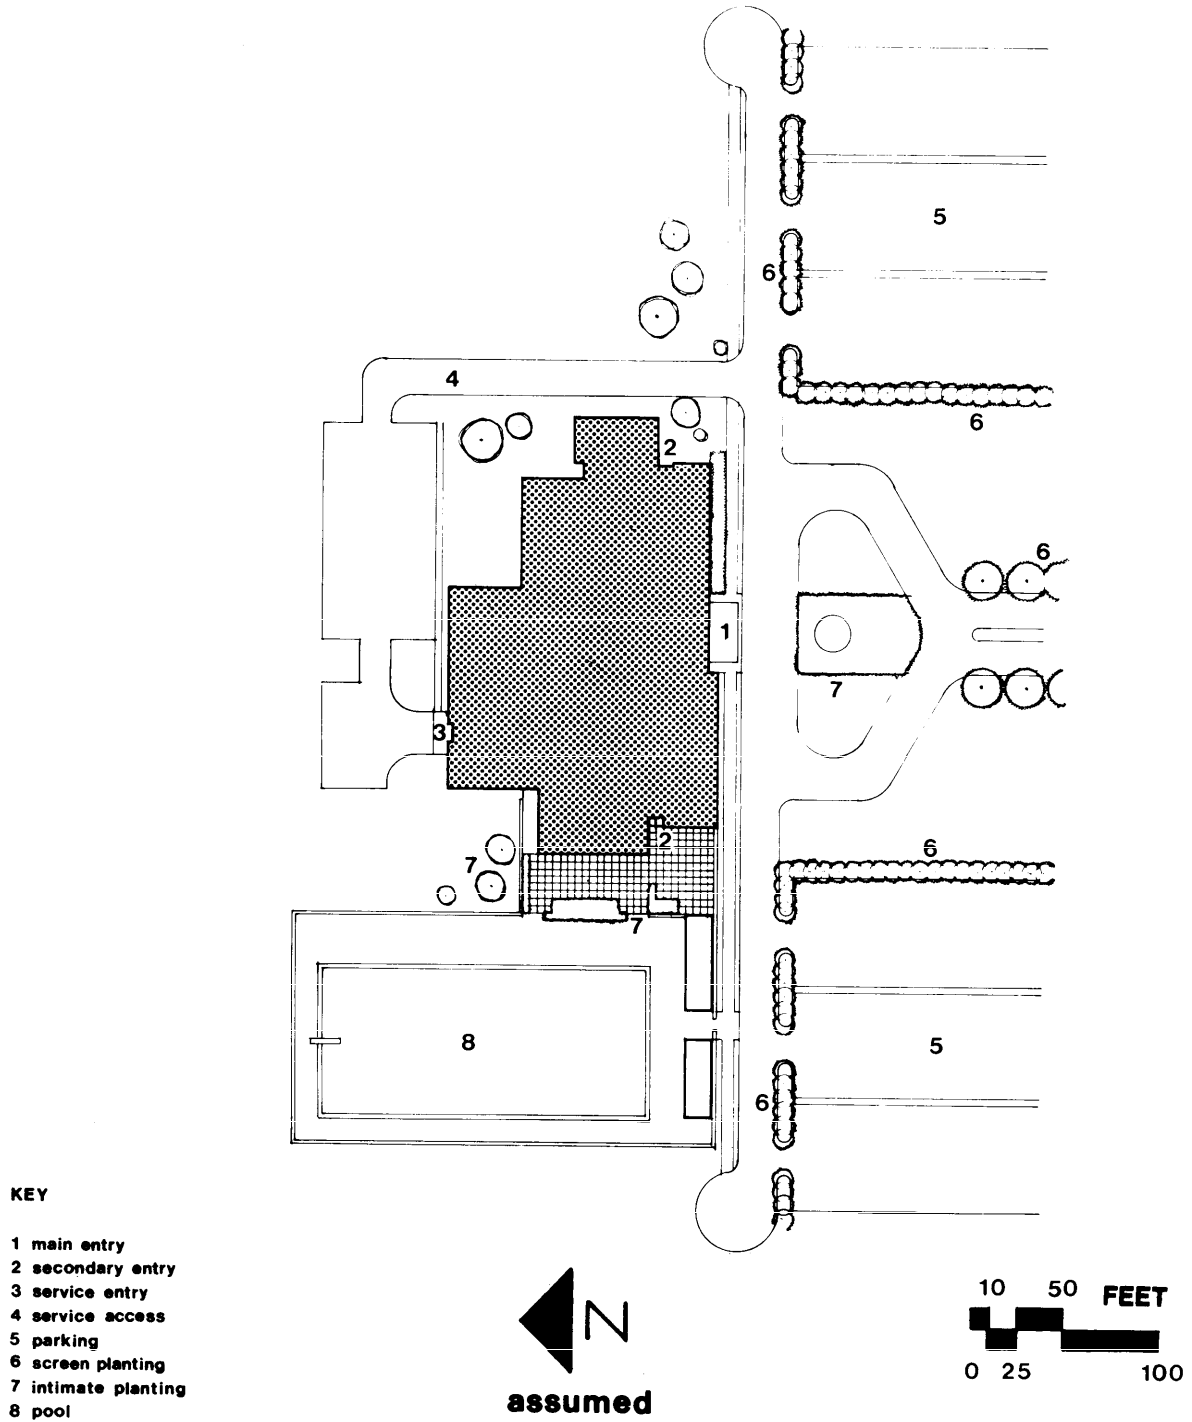 5
6
4
6
2
6
1
7
3
2
6
7
7
8
5
6
KEY
1 main entry
2 secondary entry
3 service entry
4 service access
5 parking
6 screen planting
7 intimate planting
8 pool
N
assumed
10 50 FEET
0 25 100